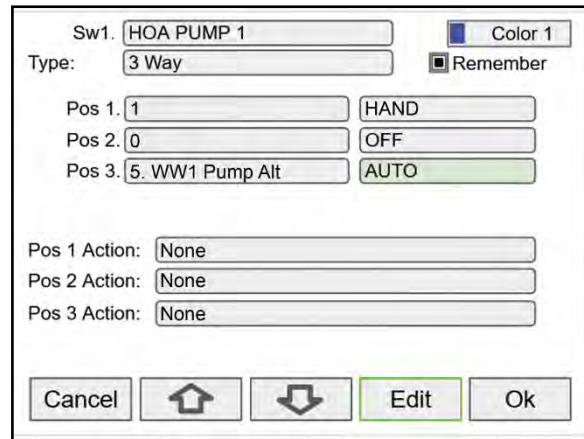 Sw1. HOA PUMP 1 Color 1
Type: 3 Way Remember
Pos 1. 1 HAND
Pos 2. 0 OFF
Pos 3. 5. WW1 Pump Alt AUTO
Pos 1 Action: None
Pos 2 Action: None
Pos 3 Action: None
Cancel Edit Ok